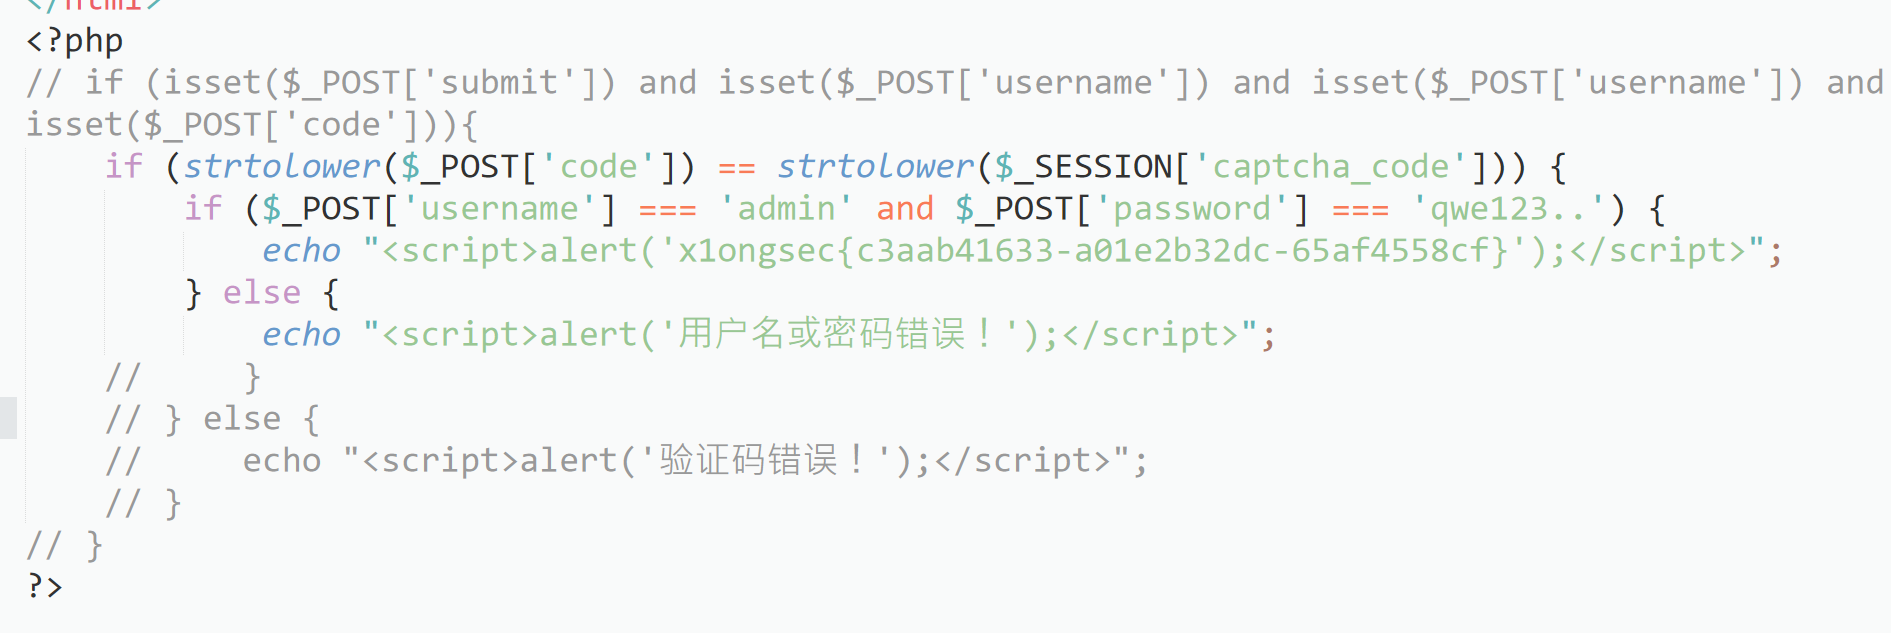 </html>
<?php
// if (isset($_POST['submit']) and isset($_POST['username']) and isset($_POST['username']) and
isset($_POST['code'])){
    if (strtolower($_POST['code']) == strtolower($_SESSION['captcha_code'])) {
        if ($_POST['username'] === 'admin' and $_POST['password'] === 'qwe123..') {
            echo "<script>alert('x1ongsec{c3aab41633-a01e2b32dc-65af4558cf}');</script>";
        } else {
            echo "<script>alert('用户名或密码错误！');</script>";
    //     }
    // } else {
    //     echo "<script>alert('验证码错误！');</script>";
    // }
// }
?>